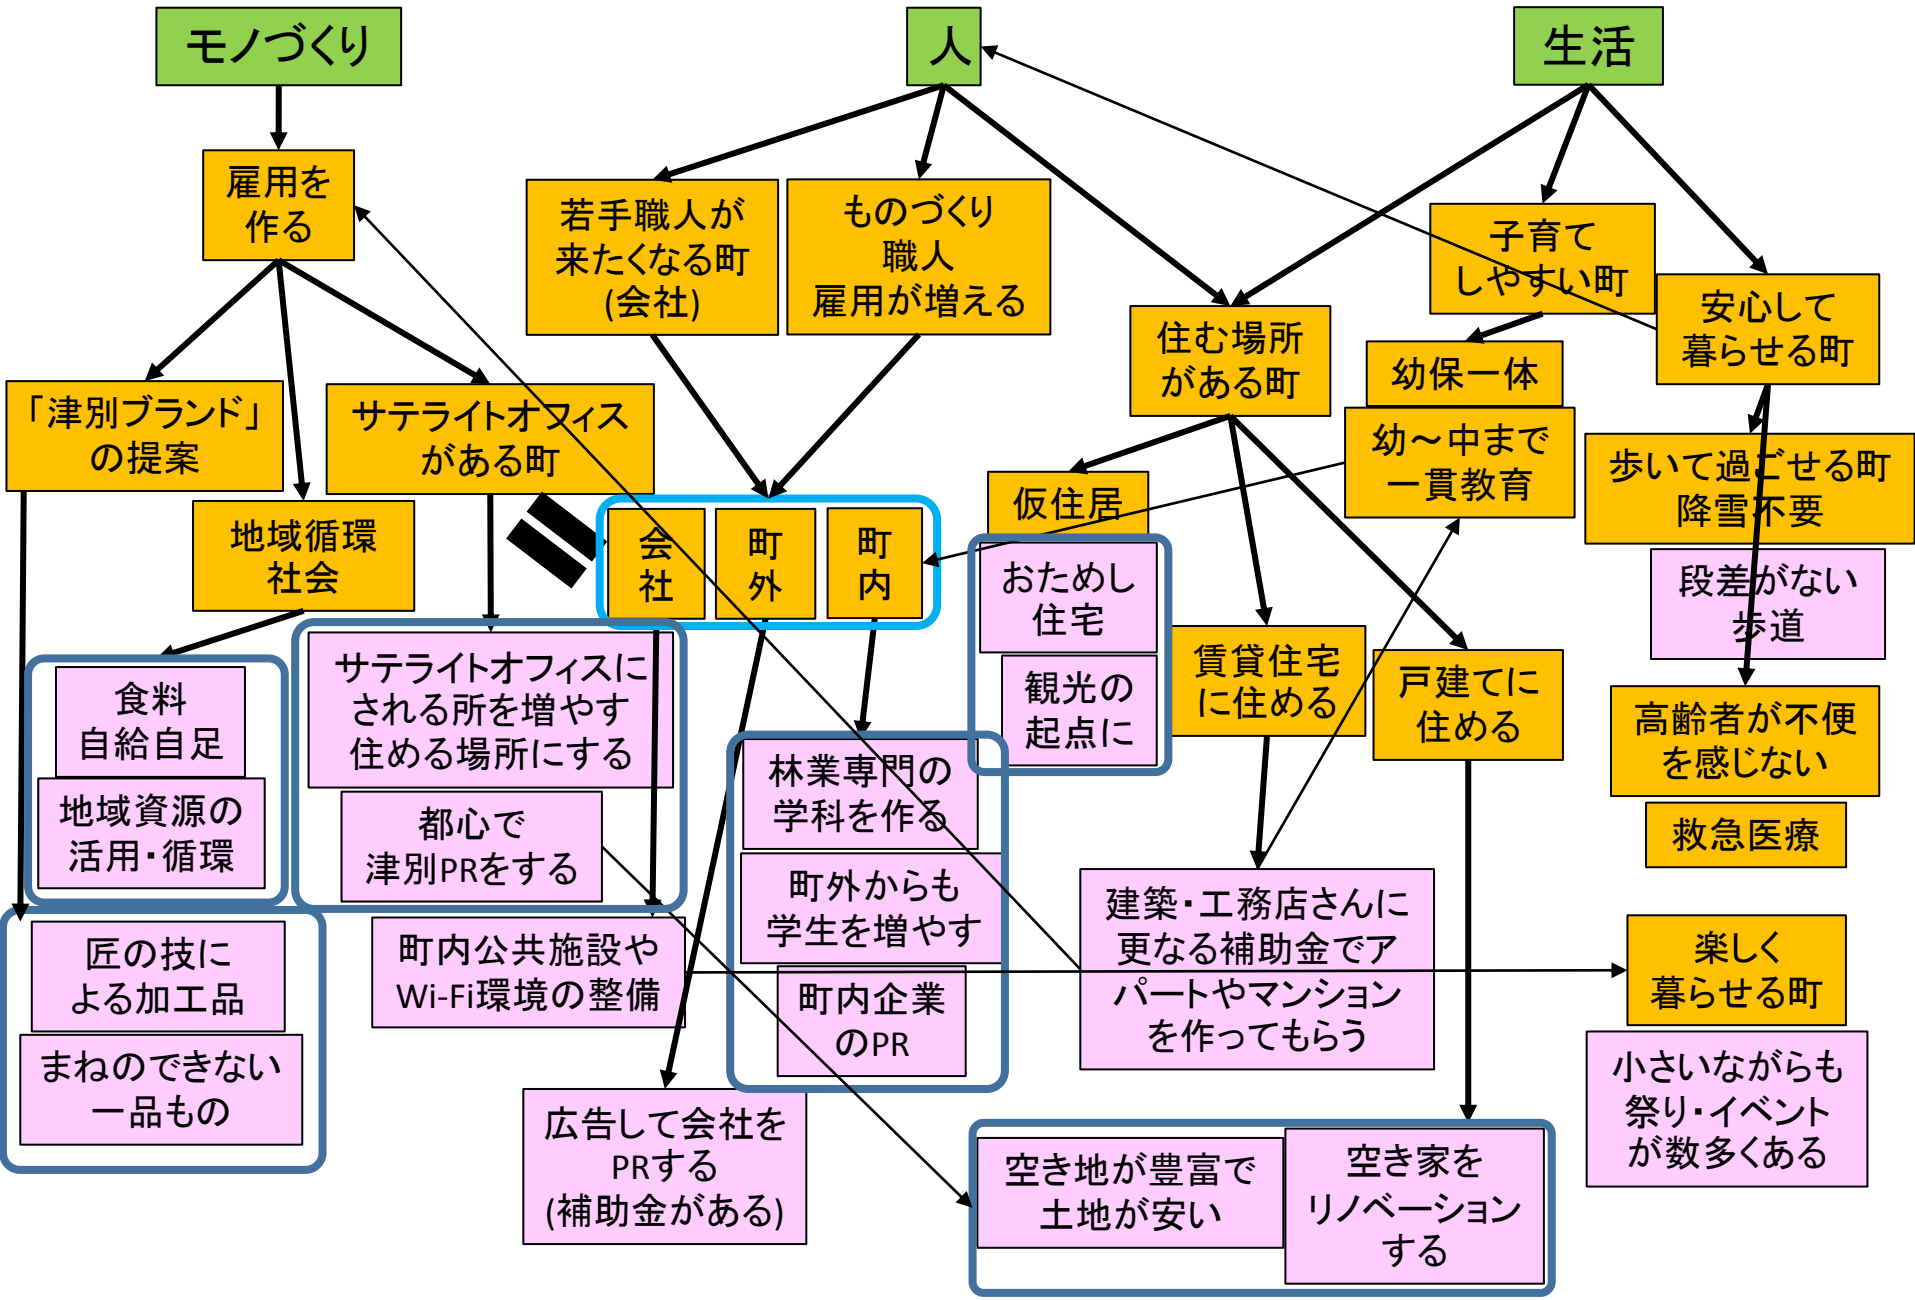 モノづくり
人
生活
雇用を
作る
若手職人が
来たくなる町
(会社)
ものづくり
職人
雇用が増える
住む場所
がある町
子育て
しやすい町
安心して
暮らせる町
「津別ブランド」
の提案
地域循環
社会
サテライトオフィス
がある町
会
社
町
外
町
内
仮住居
おためし
住宅
観光の
起点に
賃貸住宅
に住める
戸建てに
住める
幼保一体
幼～中まで
一貫教育
歩いて過ごせる町
降雪不要
段差がない
歩道
高齢者が不便
を感じない
救急医療
食料
自給自足
地域資源の
活用・循環
サテライトオフィスに
される所を増やす
住める場所にする
都心で
津別PRをする
林業専門の
学科を作る
町外からも
学生を増やす
町内企業
のPR
匠の技に
よる加工品
まねのできない
一品もの
町内公共施設や
Wi-Fi環境の整備
広告して会社を
PRする
(補助金がある)
建築・工務店さんに
更なる補助金でア
パートやマンション
を作ってもらう
空き地が豊富で
土地が安い
空き家を
リノベーション
する
楽しく
暮らせる町
小さいながらも
祭り・イベント
が数多くある